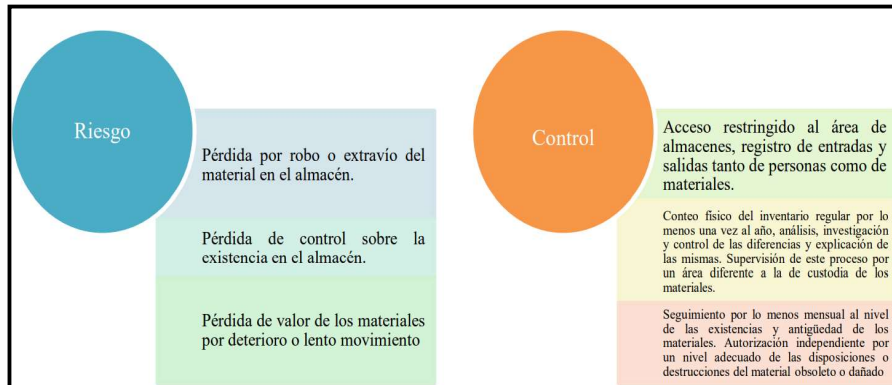 Riesgo
Pérdida por robo o extravío del
material en el almacén.
Pérdida de control sobre la
existencia en el almacén.
Pérdida de valor de los materiales
por deterioro o lento movimiento
Control
Acceso restringido al área de
almacenes, registro de entradas y
salidas tanto de personas como de
materiales.
Conteo físico del inventario regular por lo
menos una vez al año, análisis, investigación
y control de las diferencias y explicación de
las mismas. Supervisión de este proceso por
un área diferente a la de custodia de los
materiales.
Seguimiento por lo menos mensual al nivel
de las existencias y antigüedad de los
materiales. Autorización independiente por
un nivel adecuado de las disposiciones o
destrucciones del material obsoleto o dañado